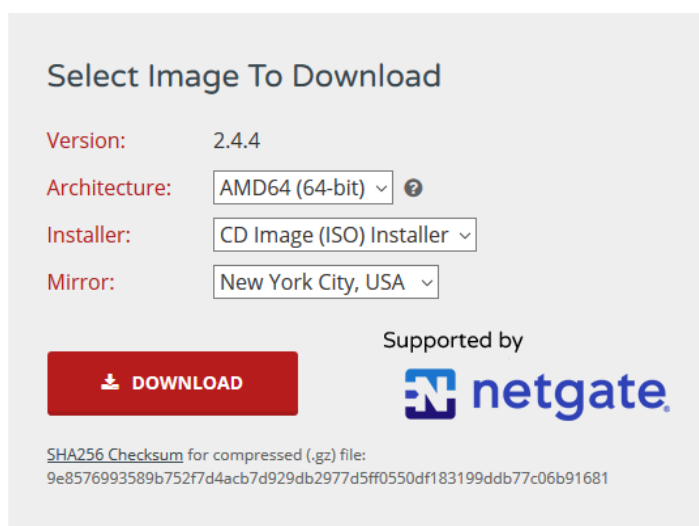 Select Image To Download
Version: 2.4.4
Architecture: AMD64 (64-bit)
Installer: CD Image (ISO) Installer
Mirror: New York City, USA
Supported by
DOWNLOAD
netgate®
SHA256 Checksum for compressed (.gz) file:
9e8576993589b752f7d4acb7d929db2977d5ff0550df183199ddb77c06b91681